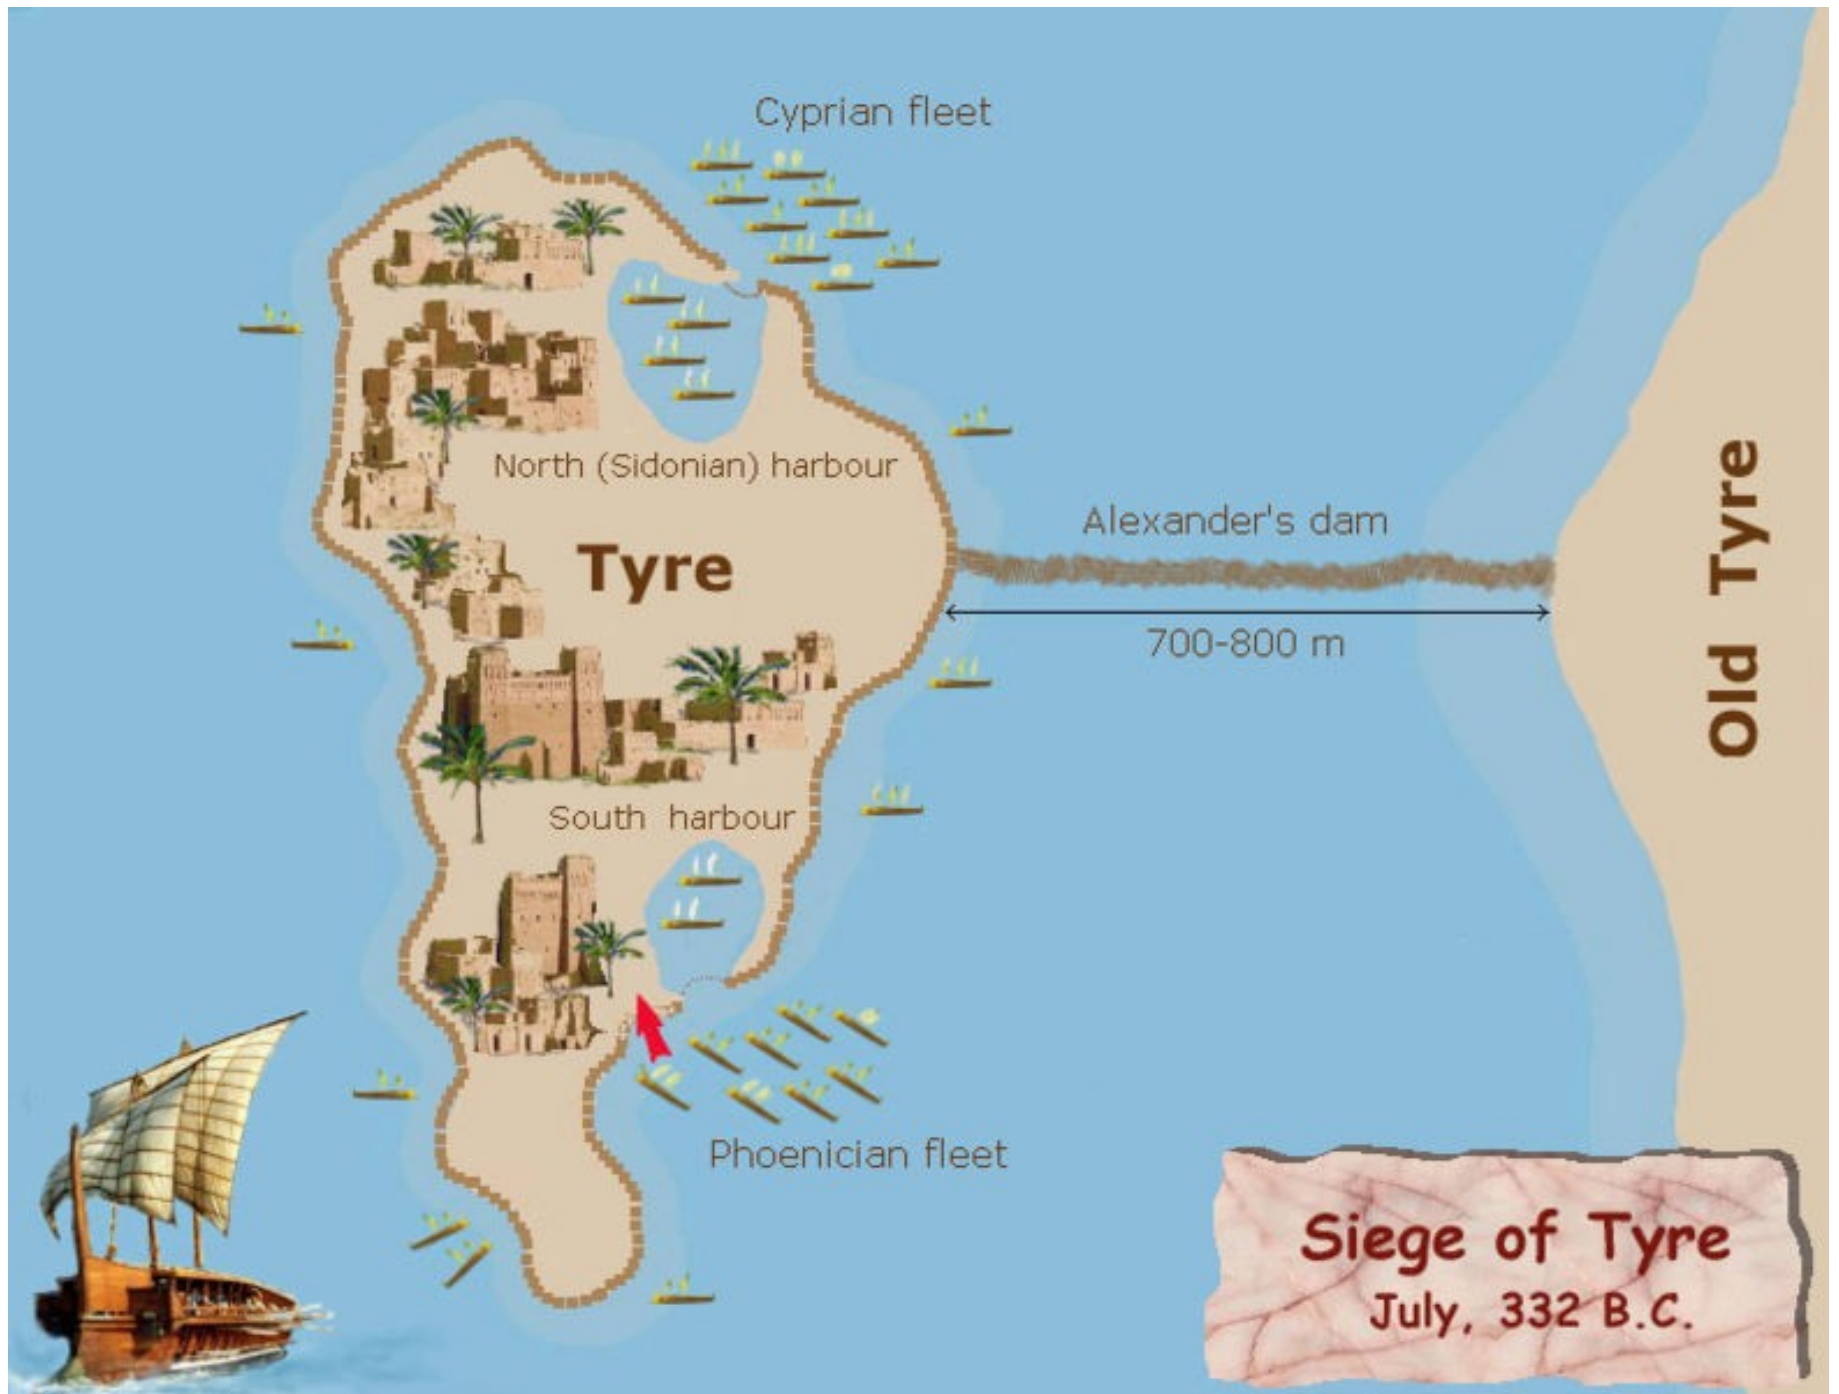 Cyprian fleet
North (Sidonian) harbour
Alexander's dam
Tyre
700-800 m
Old Tyre
South harbour
Phoenician fleet
Siege of Tyre
July, 332 B.C.